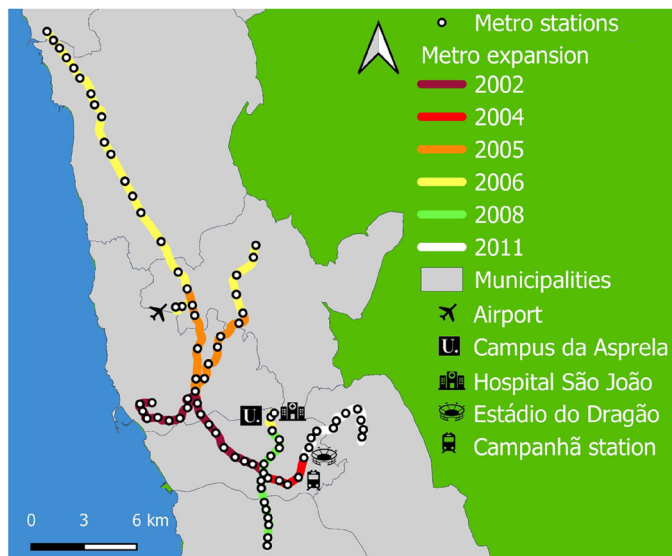 Metro stations
Metro expansion
2002
2004
2005
2006
2008
2011
Municipalities
Airport
U. Campus da Asprela
Hospital São João
Estádio do Dragão
Campanhã station
U.
0 3 6 km